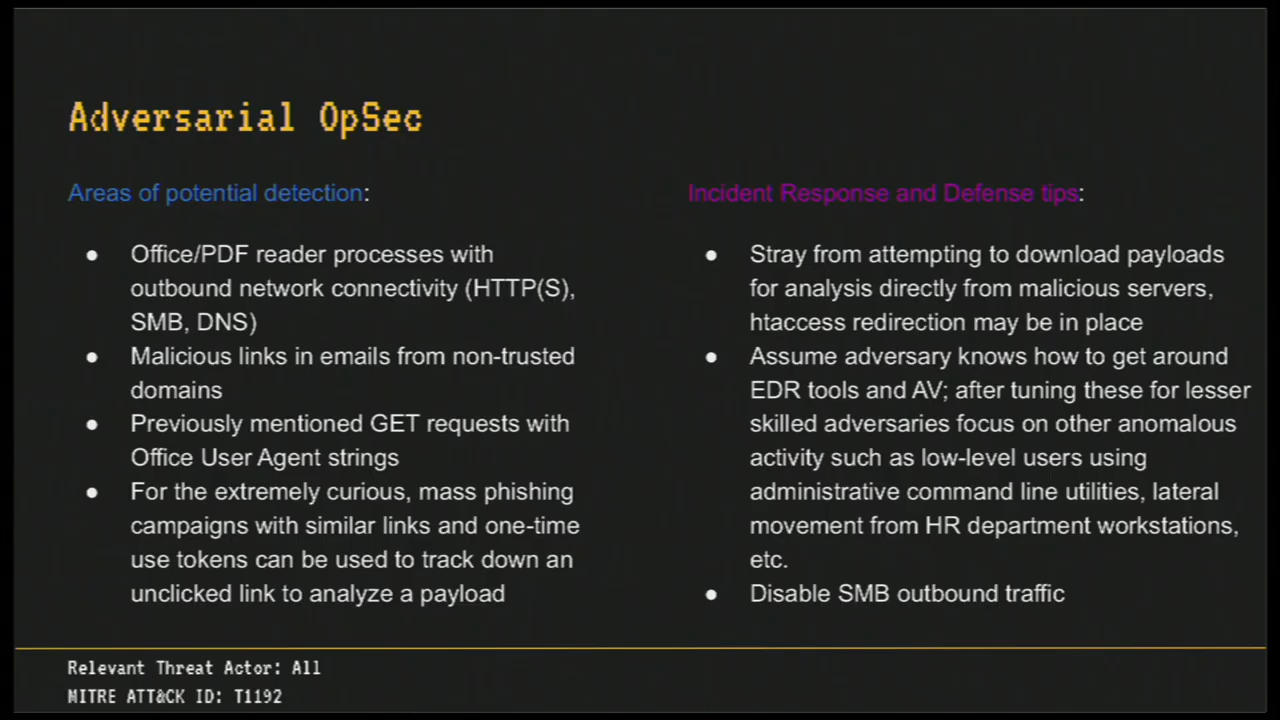 Adversarial OpSec
Areas of potential detection:
● Office/PDF reader processes with
outbound network connectivity (HTTP(S),
SMB, DNS)
● Malicious links in emails from non-trusted
domains
● Previously mentioned GET requests with
Office User Agent strings
● For the extremely curious, mass phishing
campaigns with similar links and one-time
use tokens can be used to track down an
unclicked link to analyze a payload
Incident Response and Defense tips:
● Stray from attempting to download payloads
for analysis directly from malicious servers,
htaccess redirection may be in place
● Assume adversary knows how to get around
EDR tools and AV; after tuning these for lesser
skilled adversaries focus on other anomalous
activity such as low-level users using
administrative command line utilities, lateral
movement from HR department workstations,
etc.
● Disable SMB outbound traffic
Relevant Threat Actor: All
MITRE ATT&CK ID: T1192